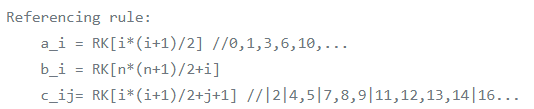 Referencing rule:
a_i = RK[i*(i+1)/2] //0,1,3,6,10,...
b_i = RK[n*(n+1)/2+i]
c_ij= RK[i*(i+1)/2+j+1] //|2|4,5|7,8,9|11,12,13,14|16...